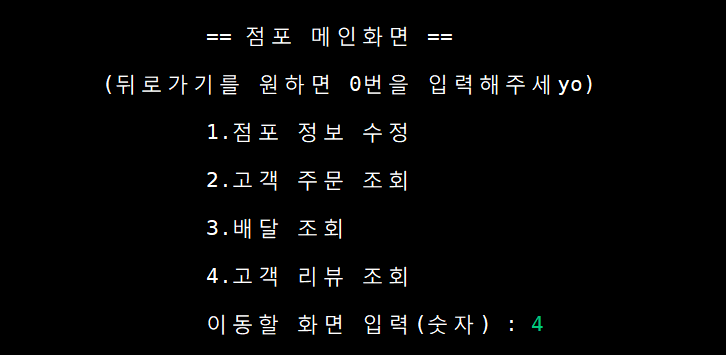 == 점포 메인화면 ==
(뒤로가기를 원하면 0번을 입력해주세yo)
1.점포 정보 수정
2.고객 주문 조회
3.배달 조회
4.고객 리뷰 조회
이동할 화면 입력(숫자) : 4